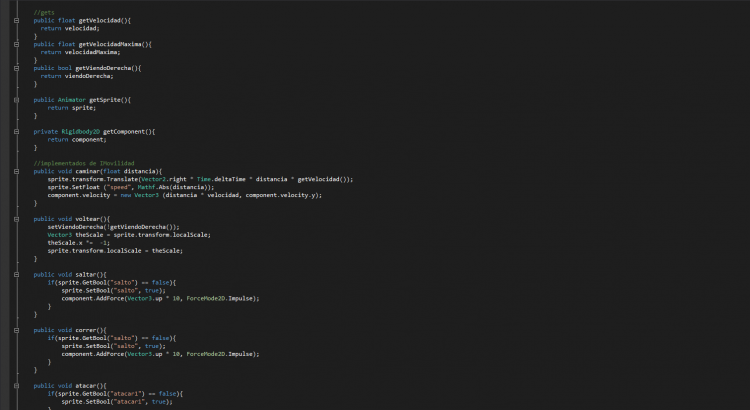 //gets
public float getVelocidad(){
return velocidad;
}
public float getVelocidadMaxima(){
return velocidadMaxima;
}
public bool getViendoDerecha(){
return viendoDerecha;
}
public Animator getSprite(){
return sprite;
}
private Rigidbody2D getComponent(){
return component;
}
//implementados de IMovilidad
public void caminar(float distancia){
sprite.transform.Translate(Vector2.right * Time.deltaTime * distancia * getVelocidad());
sprite.SetFloat ("speed", Mathf.Abs(distancia));
component.velocity = new Vector3 (distancia * velocidad, component.velocity.y);
}
public void voltear(){
setViendoDerecha(!getViendoDerecha());
Vector3 theScale = sprite.transform.localScale;
theScale.x *= -1;
sprite.transform.localScale = theScale;
}
public void saltar(){
if(sprite.GetBool("salto") == false){
sprite.SetBool("salto", true);
component.AddForce(Vector3.up * 10, ForceMode2D.Impulse);
}
}
public void correr(){
if(sprite.GetBool("salto") == false){
sprite.SetBool("salto", true);
component.AddForce(Vector3.up * 10, ForceMode2D.Impulse);
}
}
public void atacar(){
if(sprite.GetBool("atacar1") == false){
sprite.SetBool("atacar1", true);
}